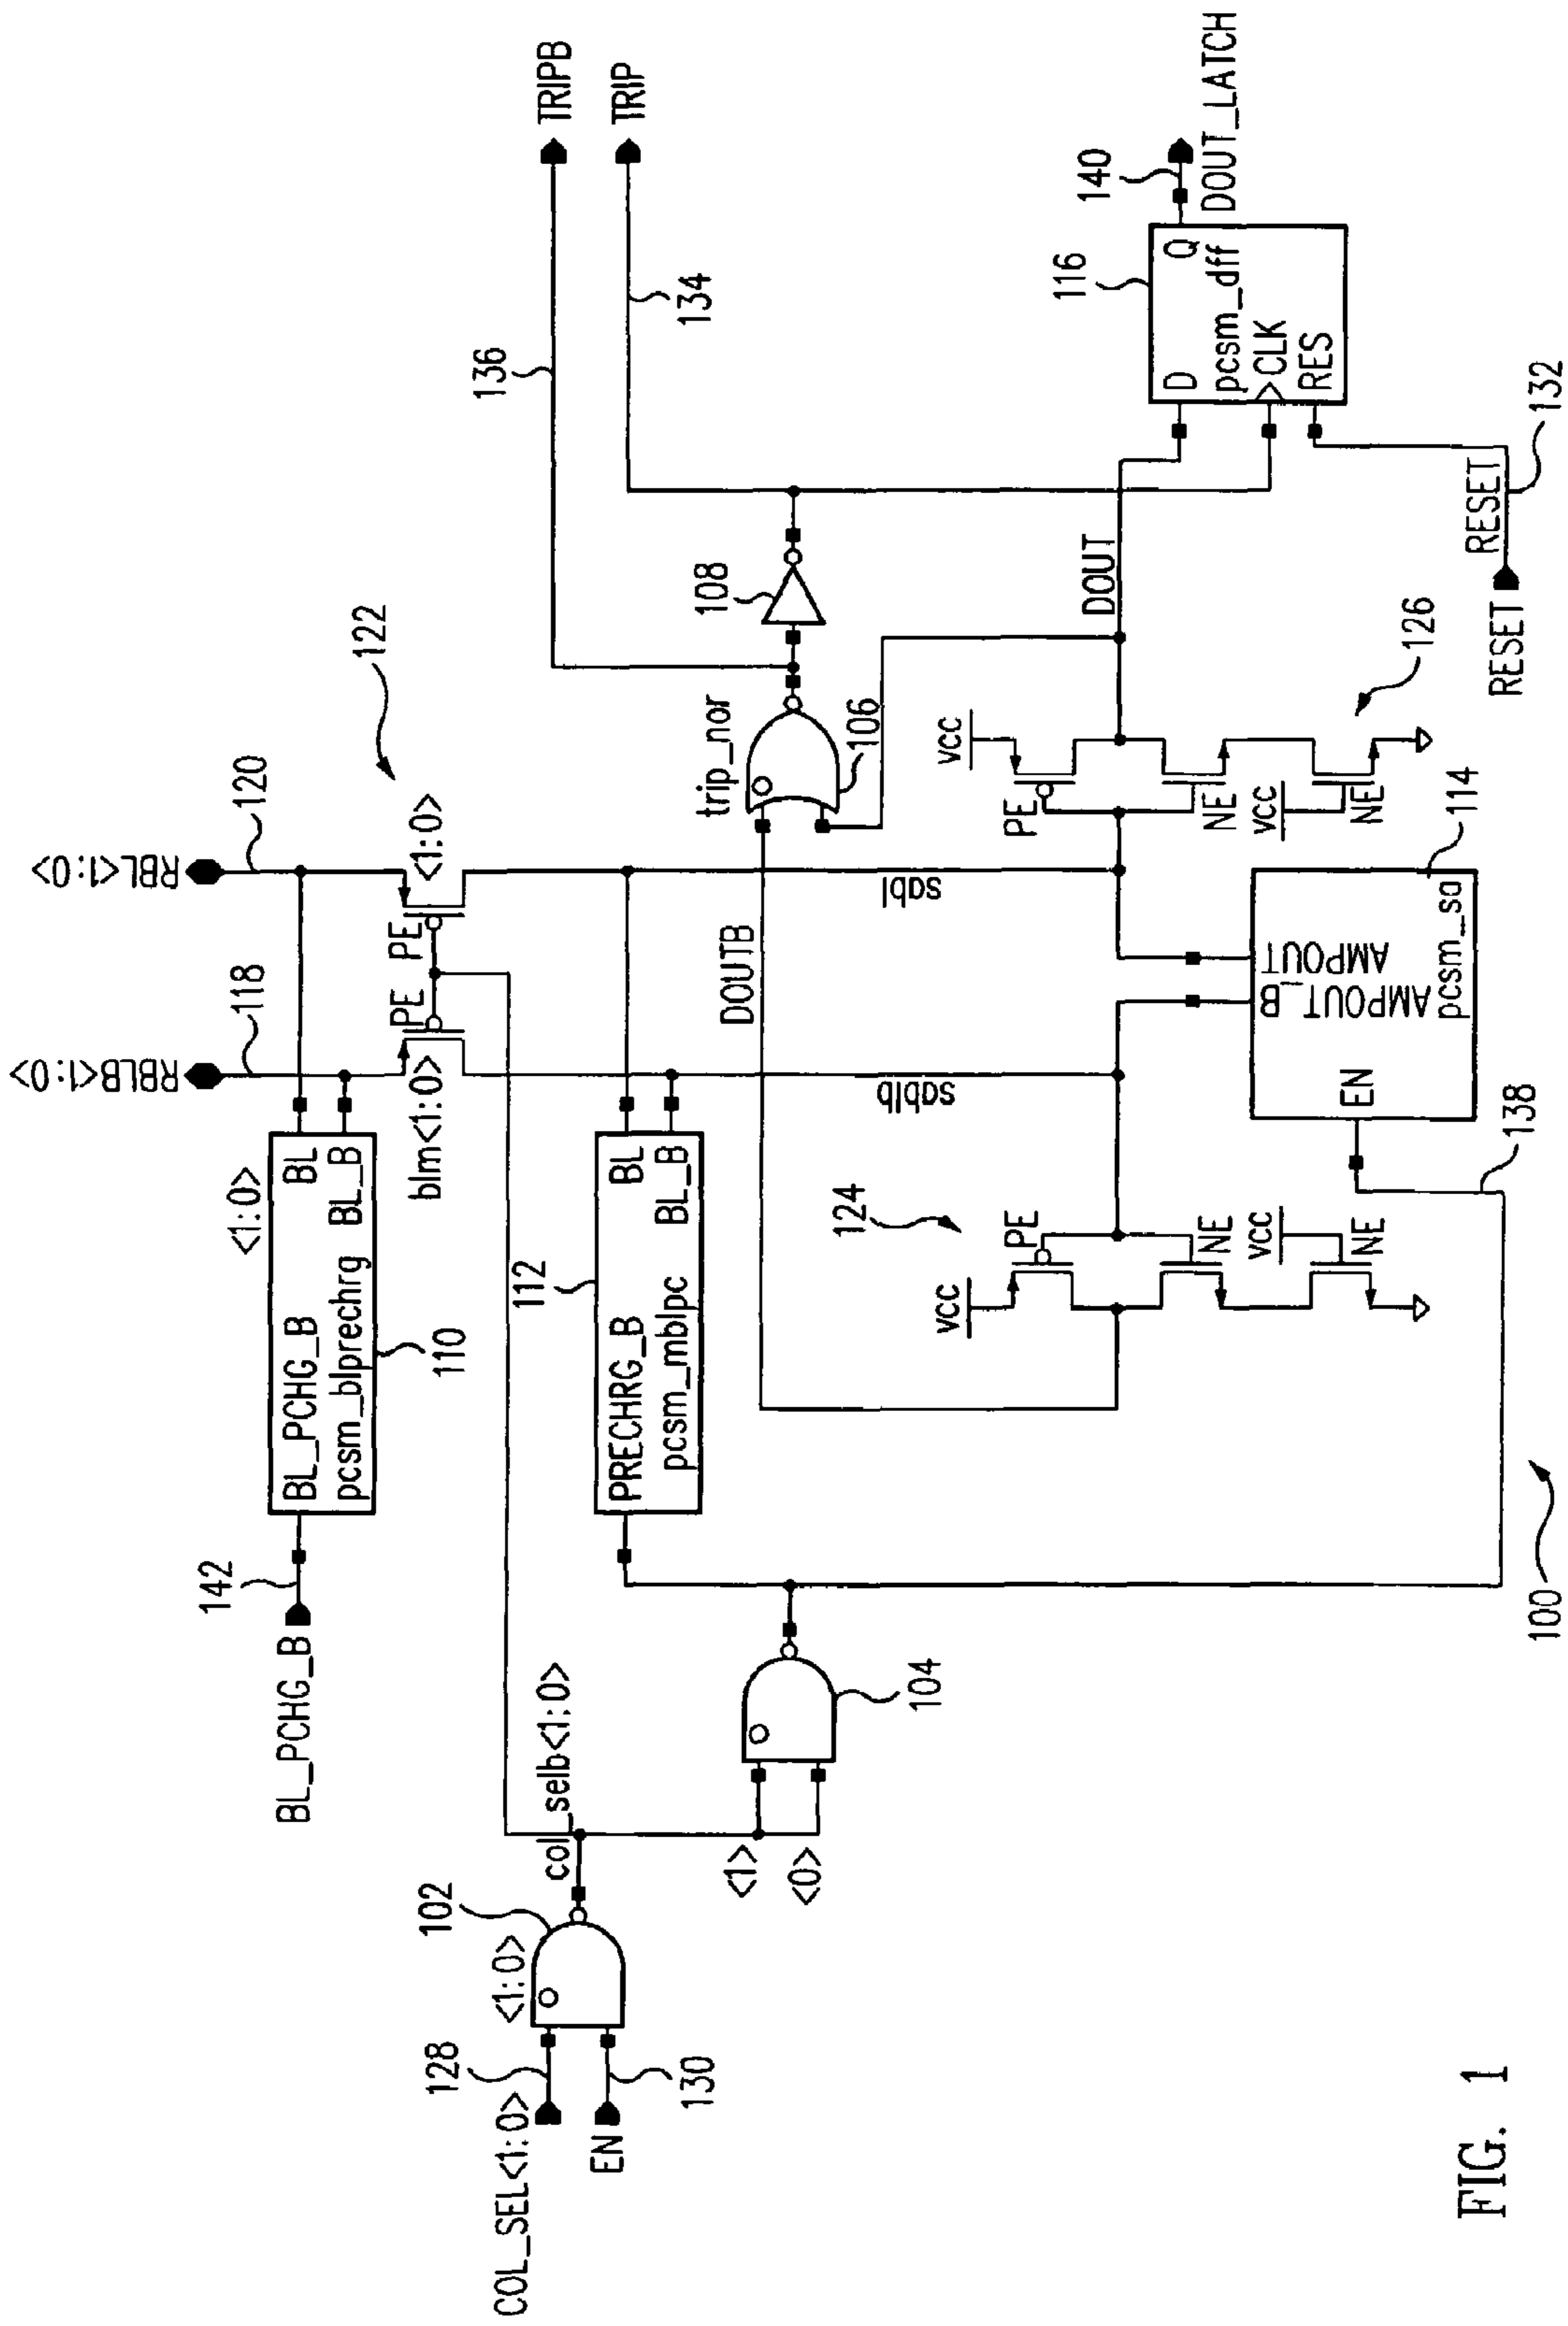 RBLB<1:0>
RBL<1:0>
118
120
122
BL_PCHG_B
142
<1:0>
BL_PCHG_B
BL
pcsm_blprechrg
BL_B
110
PE
PE
blm<1:0>
<1:0>
136
TRIPB
134
TRIP
COL_SEL<1:0>
128
EN
130
<1:0>
102
col_selb<1:0>
<1>
<0>
104
112
PRECHRG_B
BL
pcsm_mblpc
BL_B
sablb
sabl
DOUTB
trip_nor
106
108
124
VCC
PE
NE
VCC
NE
VCC
PE
NE
VCC
NE
126
DOUT
116
D
Q
pcsm_dff
CLK
RES
140
DOUT_LATCH
RESET
RESET
132
EN
AMPOUT_B
AMPOUT
pcsm_sa
114
138
100
FIG. 1